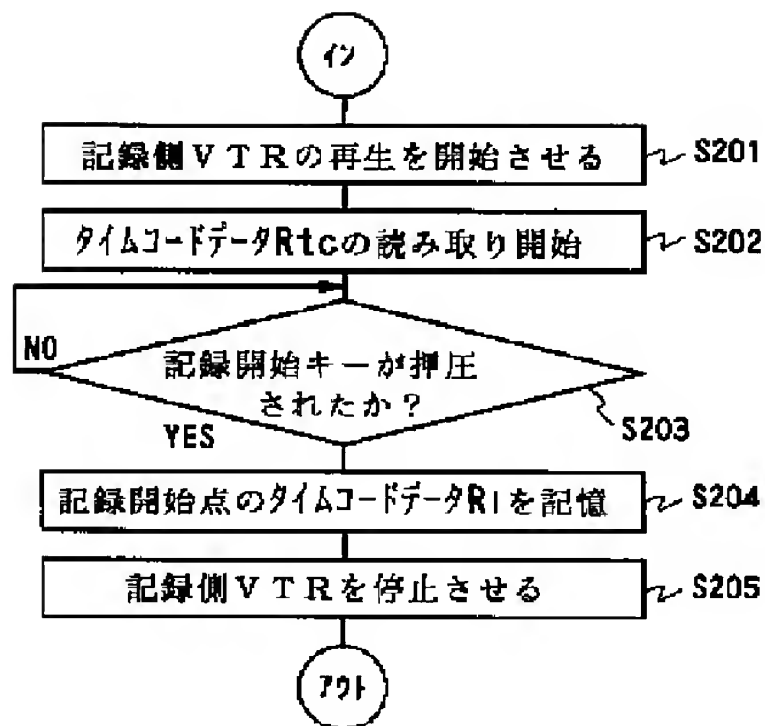 イン
記録側VTRの再生を開始させる
S201
タイムコードデータRtcの読み取り開始
S202
NO
記録開始キーが押圧
されたか?
S203
YES
記録開始点のタイムコードデータRIを記憶
S204
記録側VTRを停止させる
S205
アウト